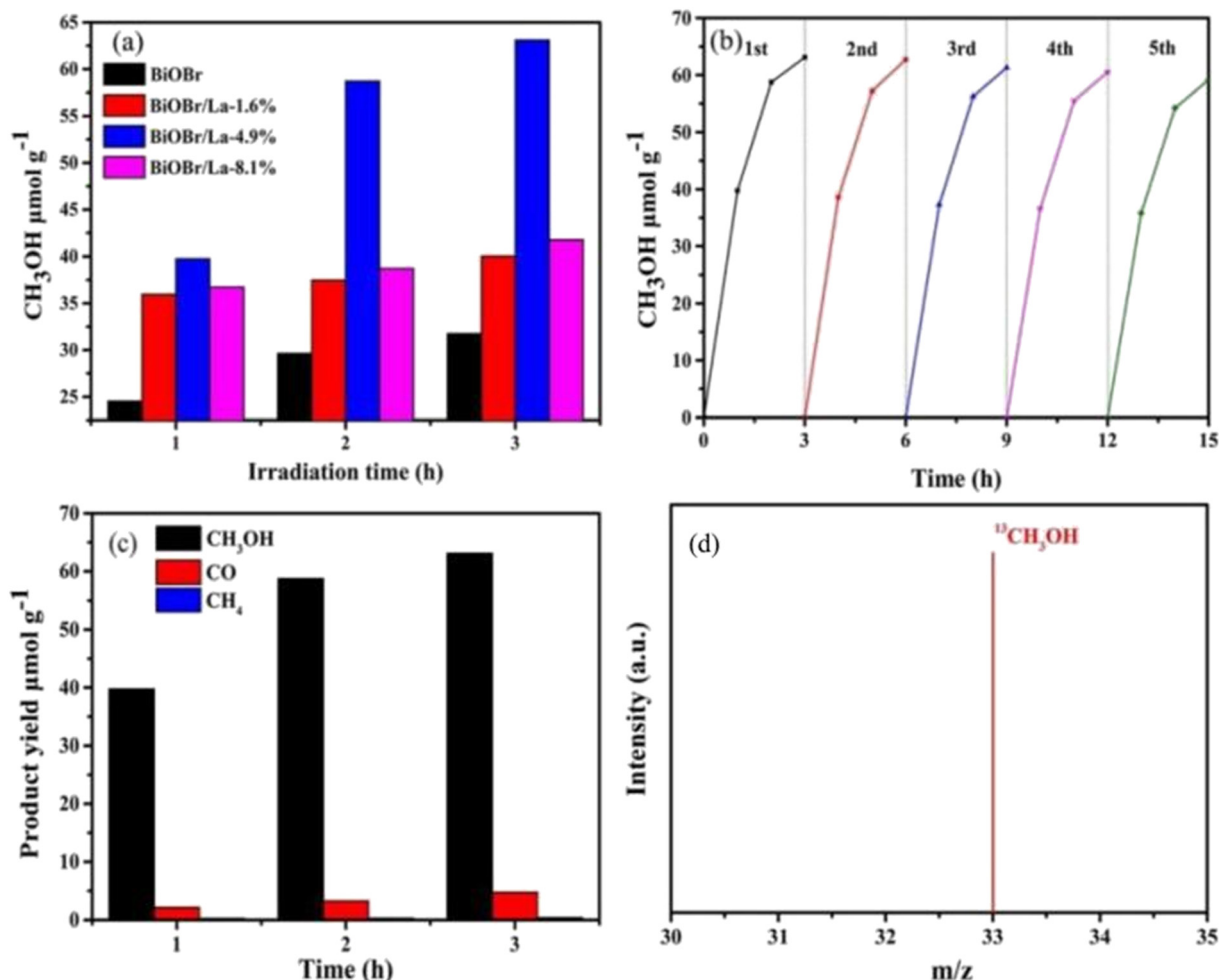 (a)
BiOBr
BiOBr/La-1.6%
BiOBr/La-4.9%
BiOBr/La-8.1%
CH₃OH μmol g⁻¹
65
60
55
50
45
40
35
30
25
1 2 3
Irradiation time (h)
(b)
1st 2nd 3rd 4th 5th
CH₃OH μmol g⁻¹
70
60
50
40
30
20
10
0
0 3 6 9 12 15
Time (h)
(c)
CH₃OH
CO
CH₄
Product yield μmol g⁻¹
70
60
50
40
30
20
10
0
1 2 3
Time (h)
(d)
¹³CH₃OH
Intensity (a.u.)
30 31 32 33 34 35
m/z